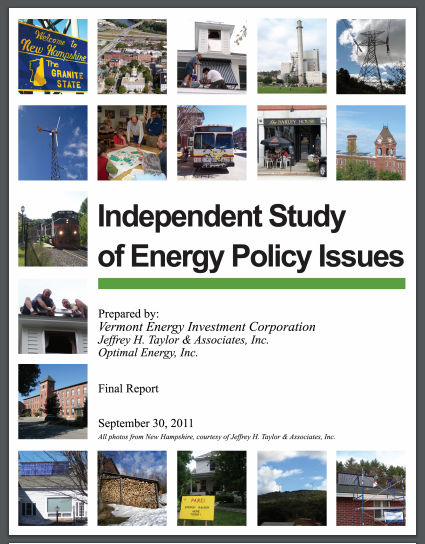 Welcome to
New Hampshire
The
GRANITE
STATE
The BARLEY HOUSE
Independent Study
of Energy Policy Issues
Prepared by:
Vermont Energy Investment Corporation
Jeffrey H. Taylor & Associates, Inc.
Optimal Energy, Inc.
Final Report
September 30, 2011
All photos from New Hampshire, courtesy of Jeffrey H. Taylor & Associates, Inc.